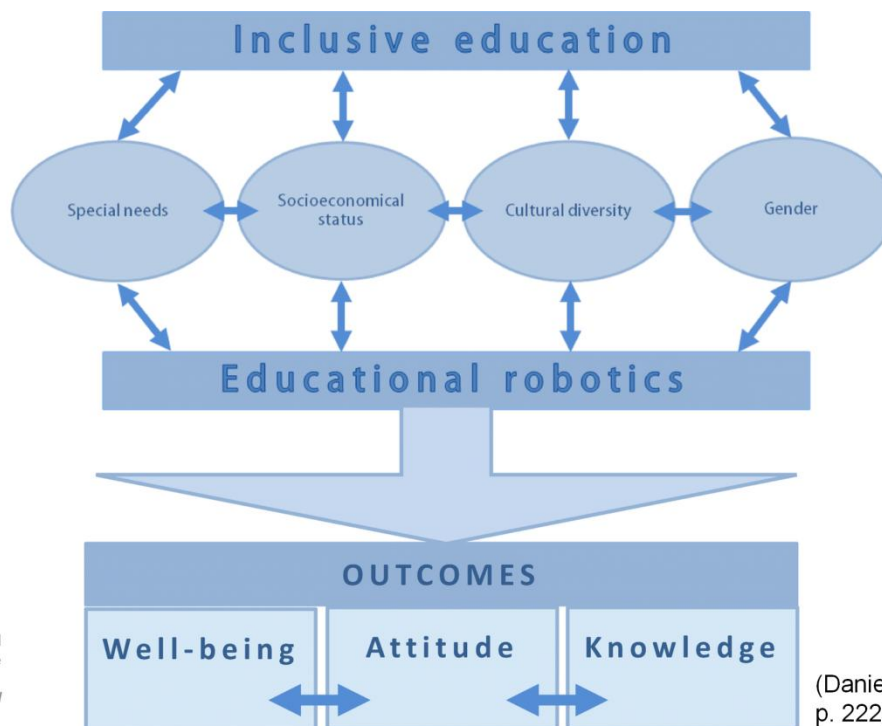 Inclusive education
Special needs
Socioeconomical
status
Cultural diversity
Gender
Educational robotics
OUTCOMES
Well-being
Attitude
Knowledge
p. 222